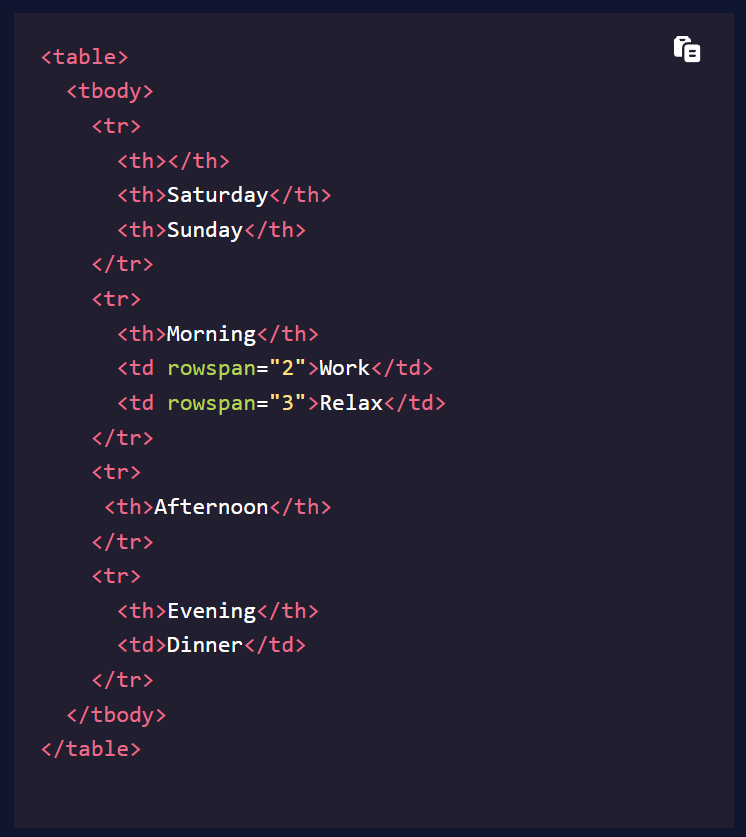 <table>
  <tbody>
    <tr>
      <th></th>
      <th>Saturday</th>
      <th>Sunday</th>
    </tr>
    <tr>
      <th>Morning</th>
      <td rowspan="2">Work</td>
      <td rowspan="3">Relax</td>
    </tr>
    <tr>
     <th>Afternoon</th>
    </tr>
    <tr>
      <th>Evening</th>
      <td>Dinner</td>
    </tr>
  </tbody>
</table>